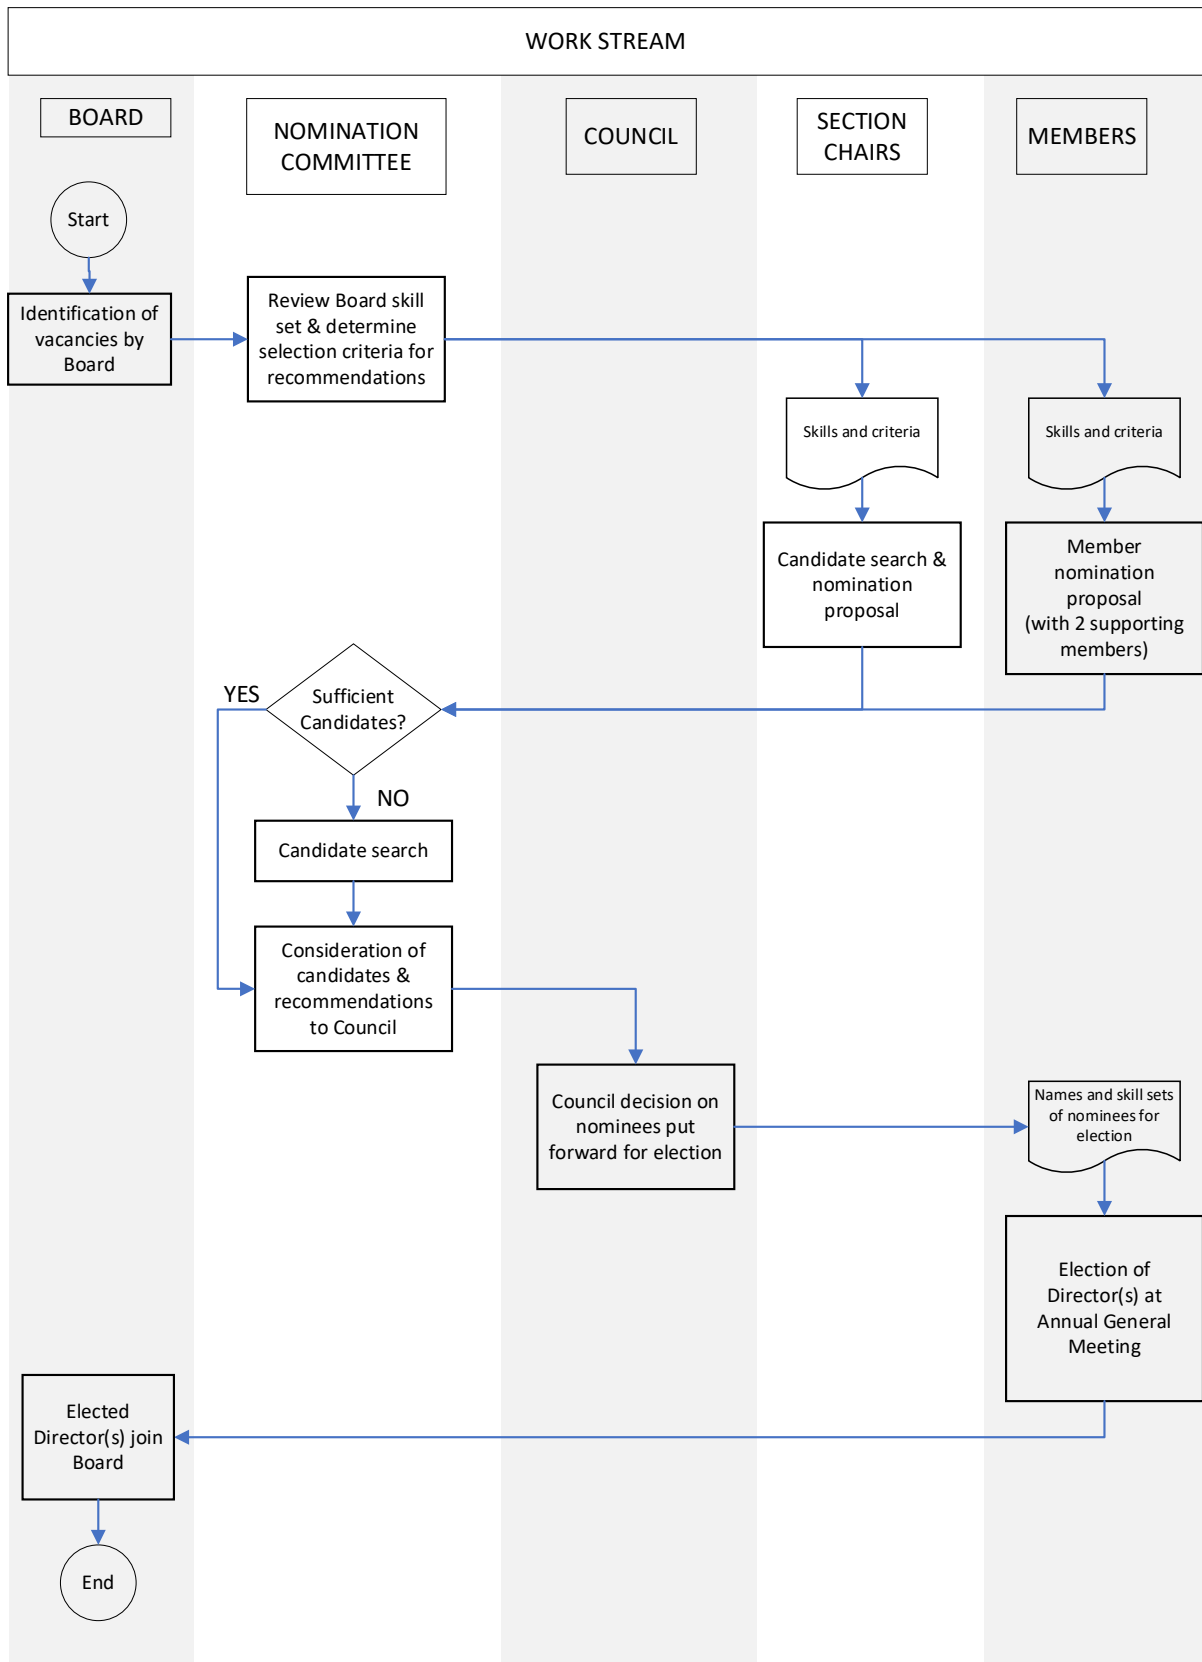 WORK STREAM
BOARD
NOMINATION
COMMITTEE
COUNCIL
SECTION
CHAIRS
MEMBERS
Start
Identification of
vacancies by
Board
Review Board skill
set & determine
selection criteria for
recommendations
Skills and criteria
Skills and criteria
Candidate search &
nomination
proposal
Member
nomination
proposal
(with 2 supporting
members)
YES
Sufficient
Candidates?
NO
Candidate search
Consideration of
candidates &
recommendations
to Council
Council decision on
nominees put
forward for election
Names and skill sets
of nominees for
election
Election of
Director(s) at
Annual General
Meeting
Elected
Director(s) join
Board
End